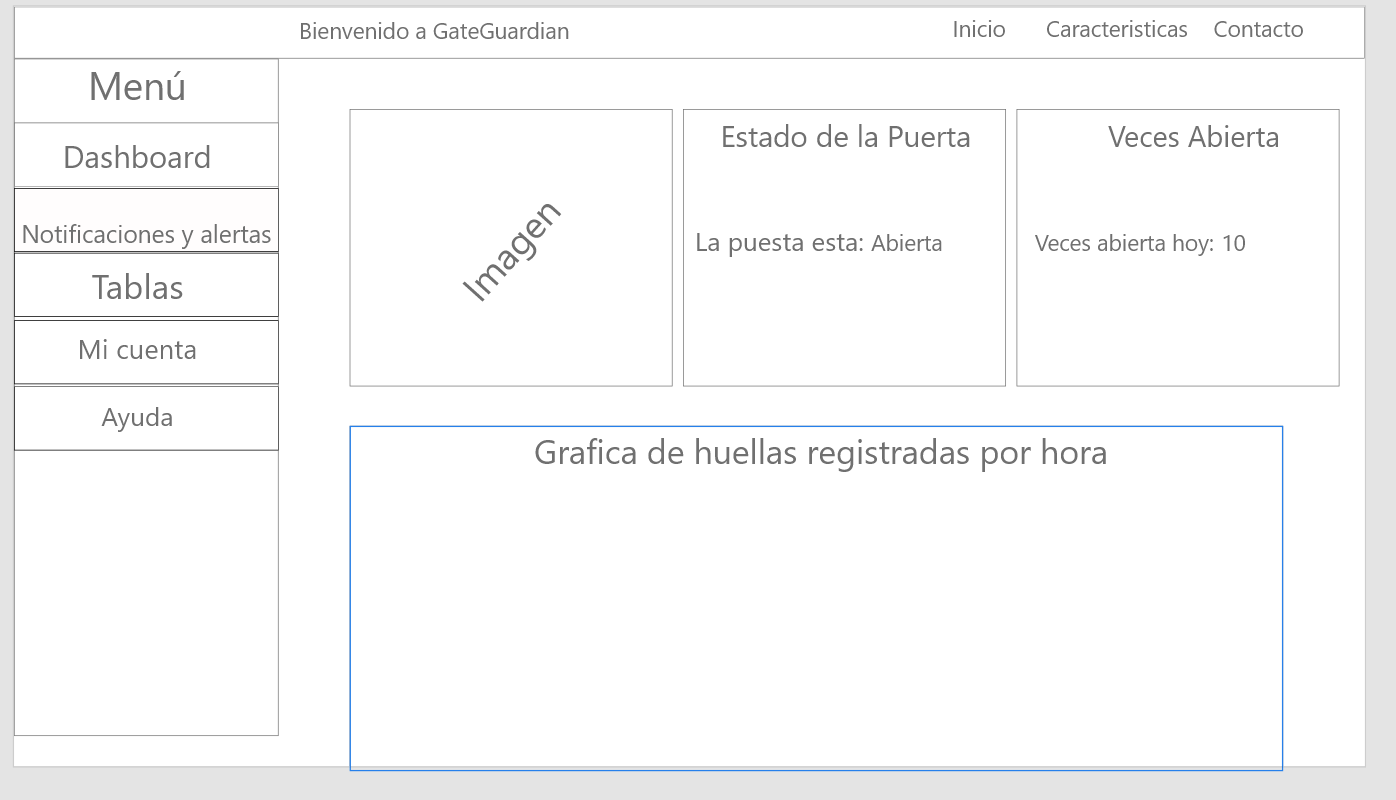 Bienvenido a GateGuardian
Inicio
Caracteristicas
Contacto
Menú
Dashboard
Notificaciones y alertas
Tablas
Mi cuenta
Ayuda
Imagen
Estado de la Puerta
La puesta esta: Abierta
Veces Abierta
Veces abierta hoy: 10
Grafica de huellas registradas por hora